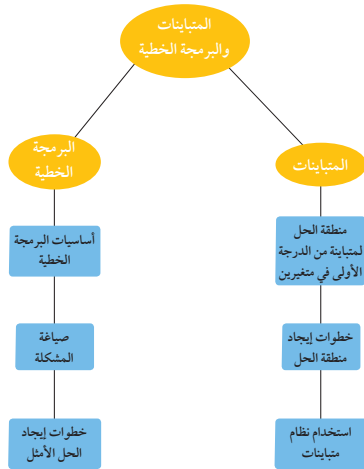 المتباينات
والبرمجة الخطية
المتباينات
منطقة الحل
لمتباينة من الدرجة
الأولى في متغيرين
خطوات إيجاد
منطقة الحل
استخدام نظام
متباينات
البرمجة
الخطية
أساسيات البرمجة
الخطية
صياغة
المشكلة
خطوات إيجاد
الحل الأمثل